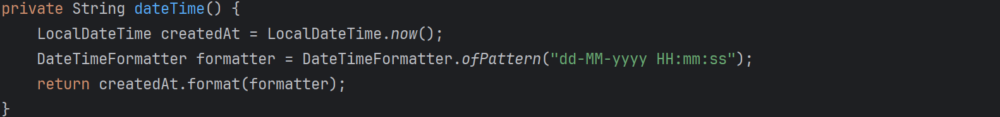 private String dateTime() {
    LocalDateTime createdAt = LocalDateTime.now();
    DateTimeFormatter formatter = DateTimeFormatter.ofPattern("dd-MM-yyyy HH:mm:ss");
    return createdAt.format(formatter);
}